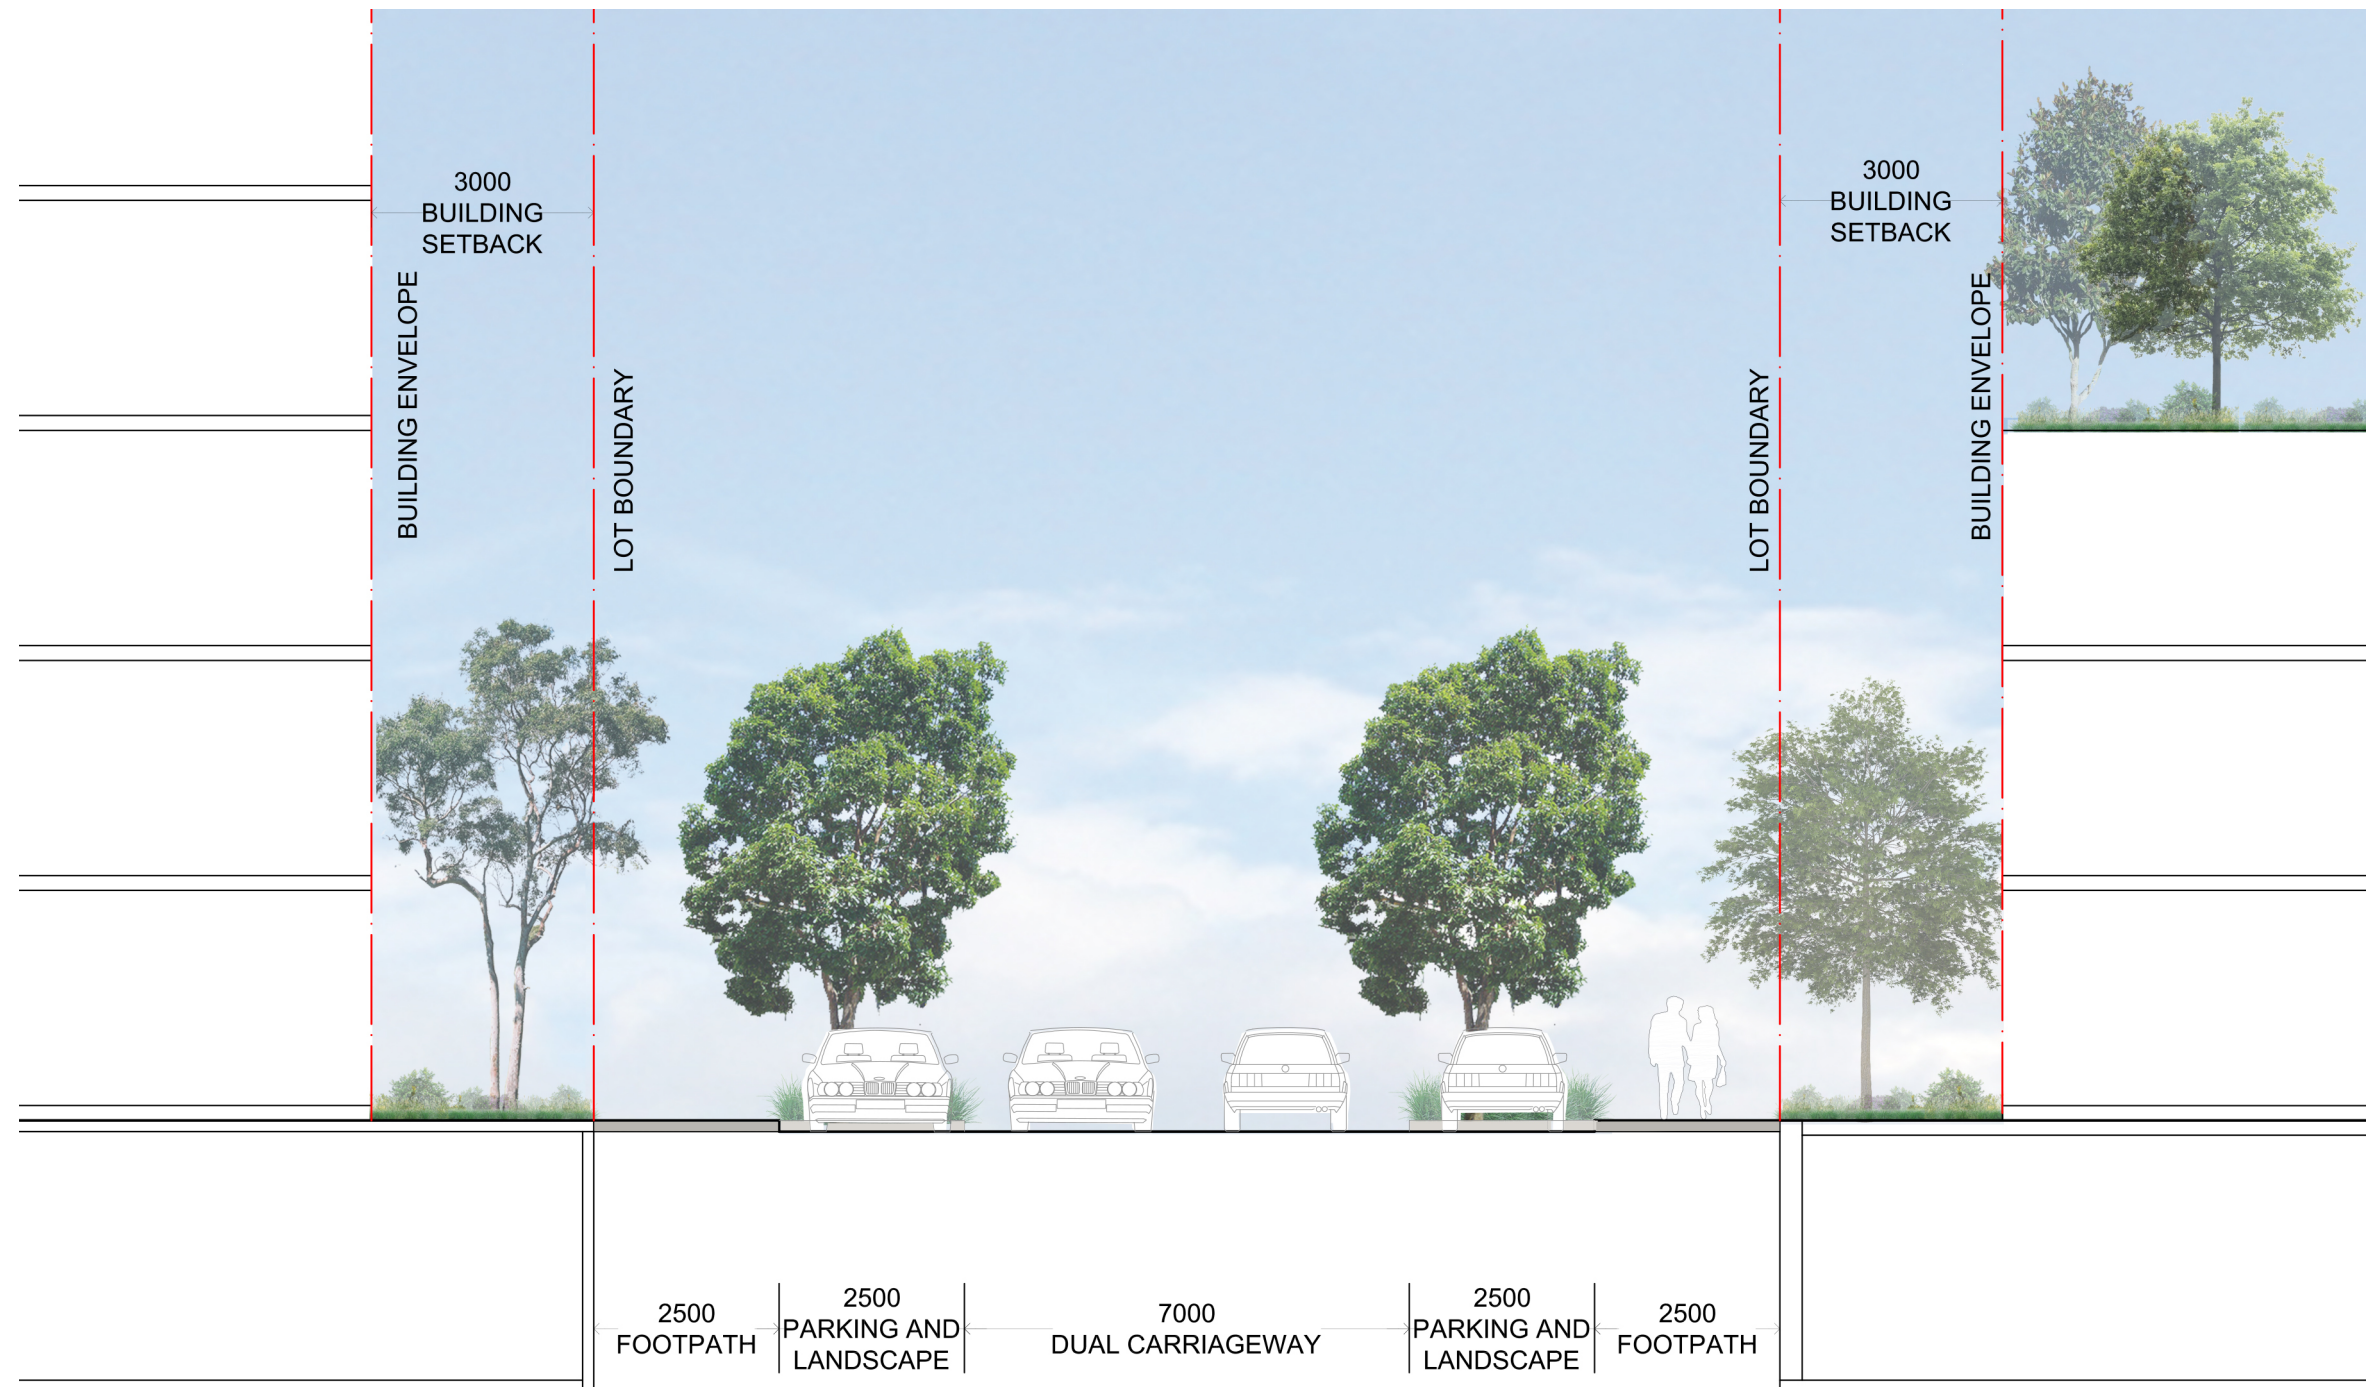 3000
BUILDING
SETBACK
3000
BUILDING
SETBACK
BUILDING ENVELOPE
LOT BOUNDARY
LOT BOUNDARY
BUILDING ENVELOPE
2500
FOOTPATH
2500
PARKING AND
LANDSCAPE
7000
DUAL CARRIAGEWAY
2500
PARKING AND
LANDSCAPE
2500
FOOTPATH